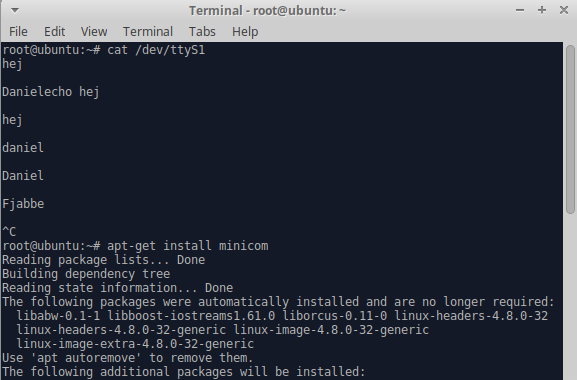 Terminal - root@ubuntu: ~
File Edit View Terminal Tabs Help
root@ubuntu:~# cat /dev/ttyS1
hej
Danielecho hej
hej
daniel
Daniel
Fjabbe
^C
root@ubuntu:~# apt-get install minicom
Reading package lists... Done
Building dependency tree
Reading state information... Done
The following packages were automatically installed and are no longer required:
  libabw-0.1-1 libboost-iostreams1.61.0 liborcus-0.11-0 linux-headers-4.8.0-32
  linux-headers-4.8.0-32-generic linux-image-4.8.0-32-generic
  linux-image-extra-4.8.0-32-generic
Use 'apt autoremove' to remove them.
The following additional packages will be installed: